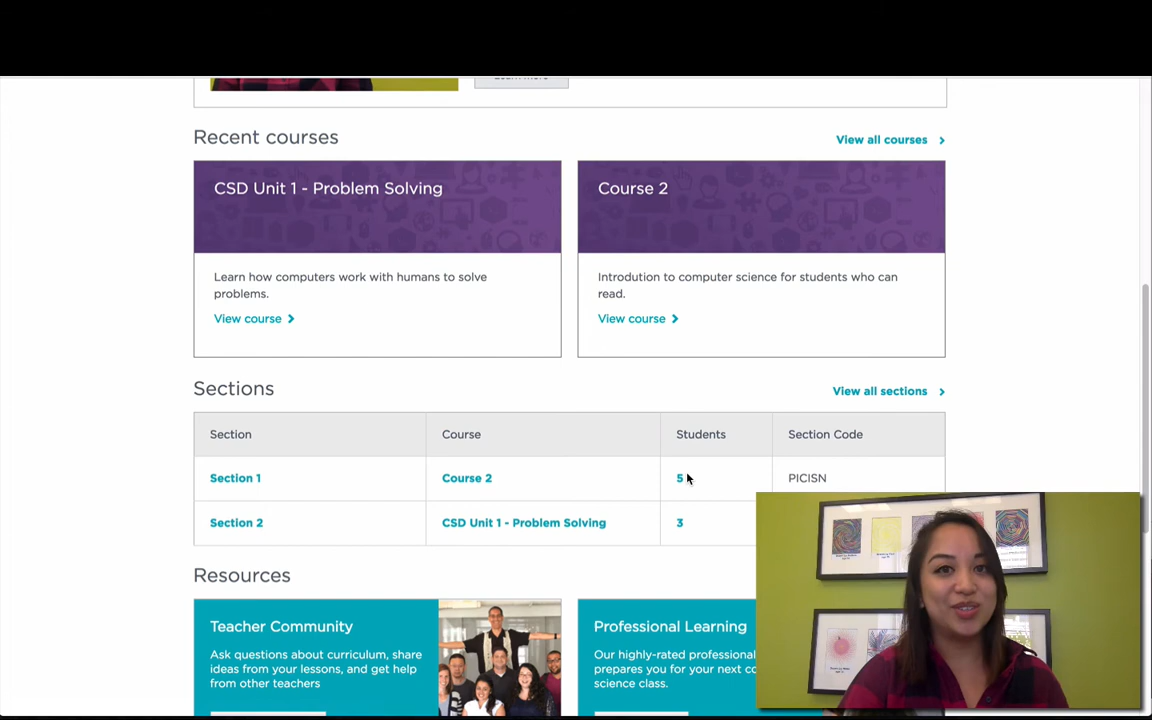 Recent courses
View all courses
CSD Unit 1 - Problem Solving
Course 2
Learn how computers work with humans to solve
problems.
View course
Introdution to computer science for students who can
read.
View course
Sections
View all sections
Section Course Students Section Code
Section 1 Course 2 5 PICISN
Section 2 CSD Unit 1 - Problem Solving 3
Resources
Teacher Community
Ask questions about curriculum, share
ideas from your lessons, and get help
from other teachers
Professional Learning
Our highly-rated professional
prepares you for your next
science class.